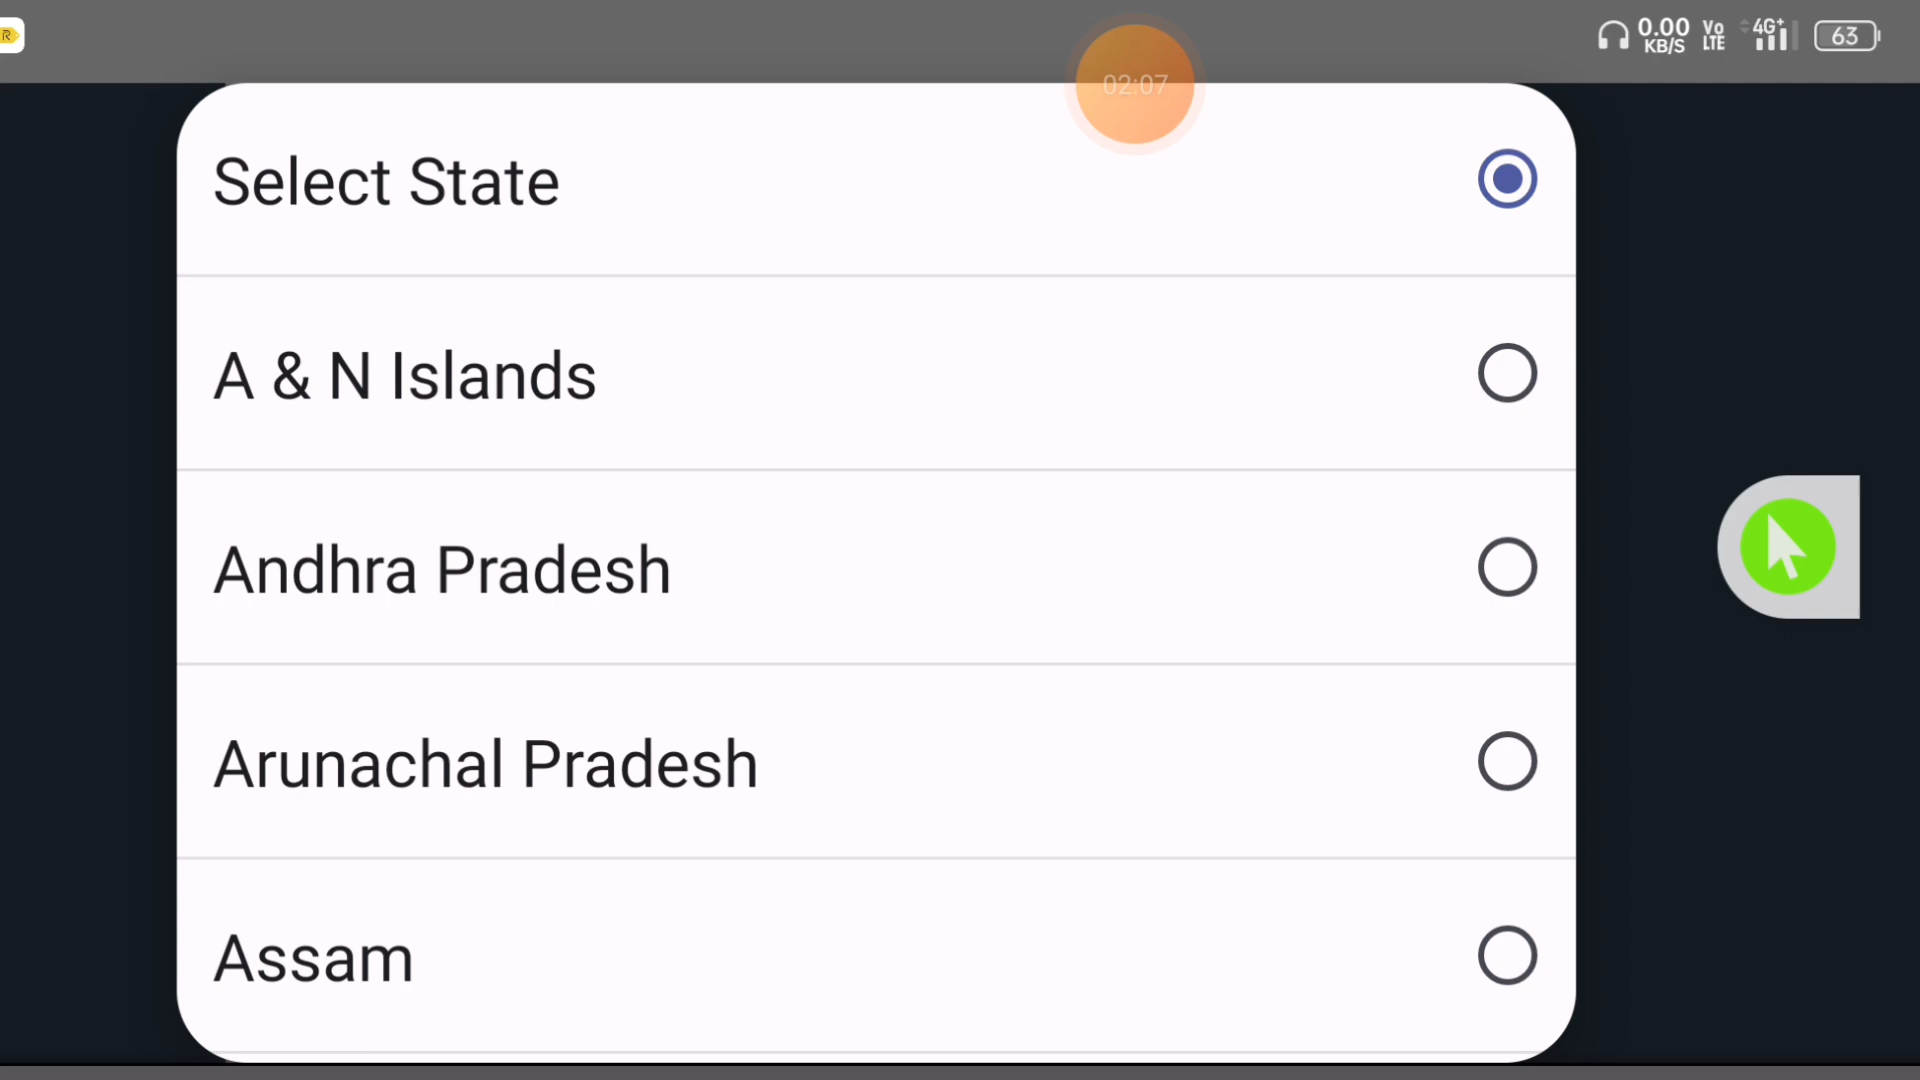 R
0.00
KB/S
Vo
LTE
4G+
63
02:07
Select State
A & N Islands
Andhra Pradesh
Arunachal Pradesh
Assam